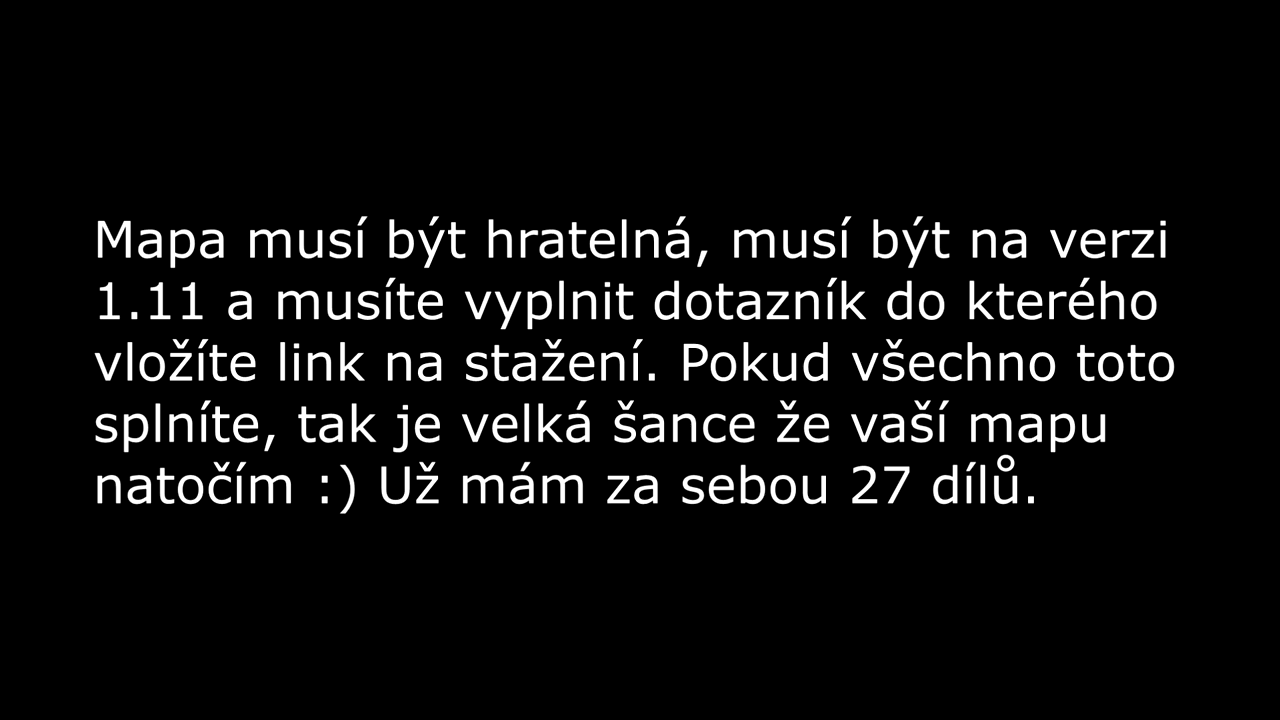 Mapa musí být hratelná, musí být na verzi
1.11 a musíte vyplnit dotazník do kterého
vložíte link na stažení. Pokud všechno toto
splníte, tak je velká šance že vaší mapu
natočím :) Už mám za sebou 27 dílů.